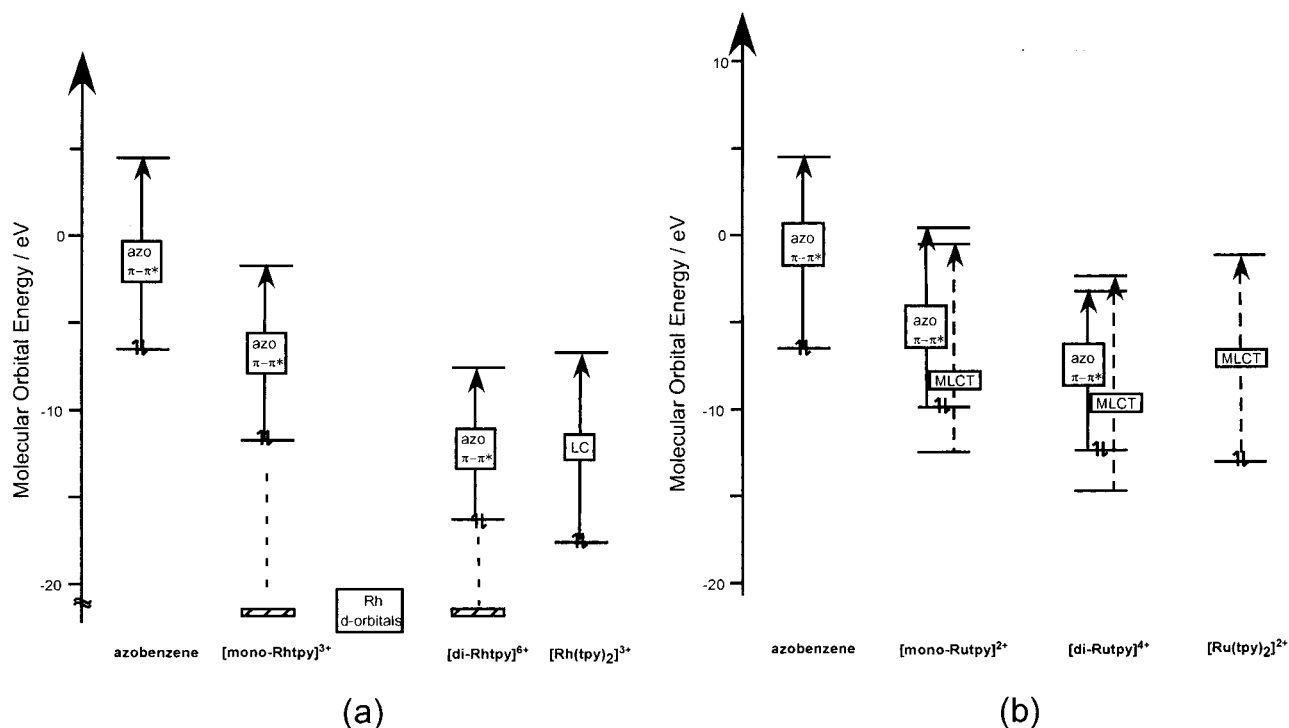 Molecular Orbital Energy / eV
0
-10
-20
azo
π−π*
azo
π−π*
azo
π−π*
LC
Rh
d-orbitals
azobenzene
[mono-Rhtpy]³⁺
[di-Rhtpy]⁶⁺
[Rh(tpy)₂]³⁺
(a)
Molecular Orbital Energy / eV
10
0
-10
-20
azo
π−π*
azo
π−π*
MLCT
azo
π−π*
MLCT
MLCT
azobenzene
[mono-Rutpy]²⁺
[di-Rutpy]⁴⁺
[Ru(tpy)₂]²⁺
(b)